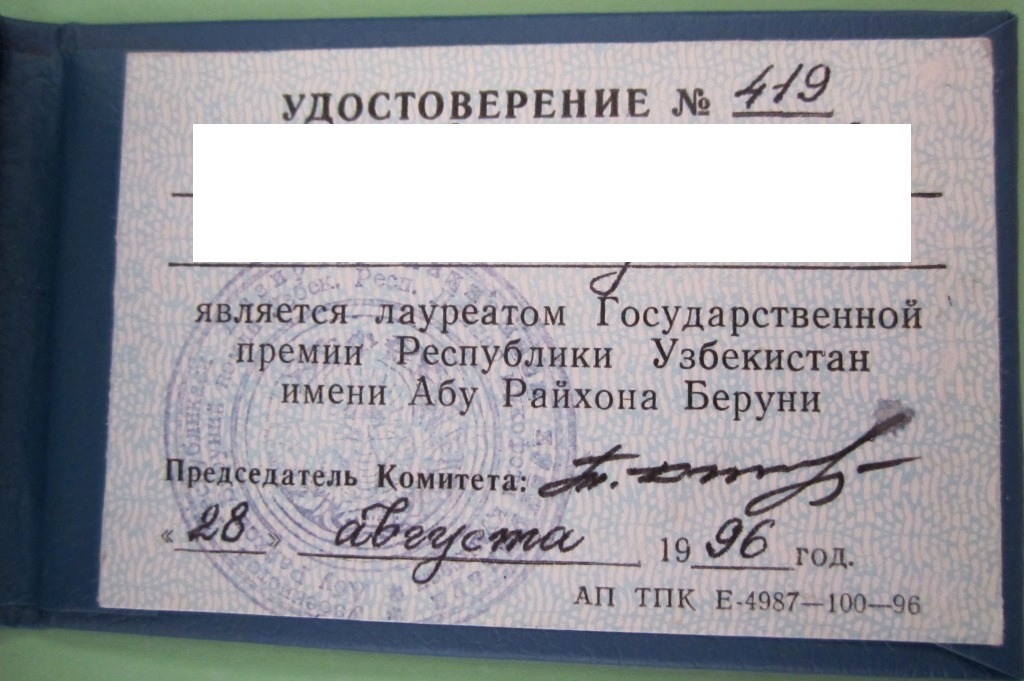 УДОСТОВЕРЕНИЕ № 419
является лауреатом Государственной
премии Республики Узбекистан
имени Абу Райхона Беруни
Председатель Комитета:
«28» августа 1996 год.
АП ТПК Е-4987—100—96